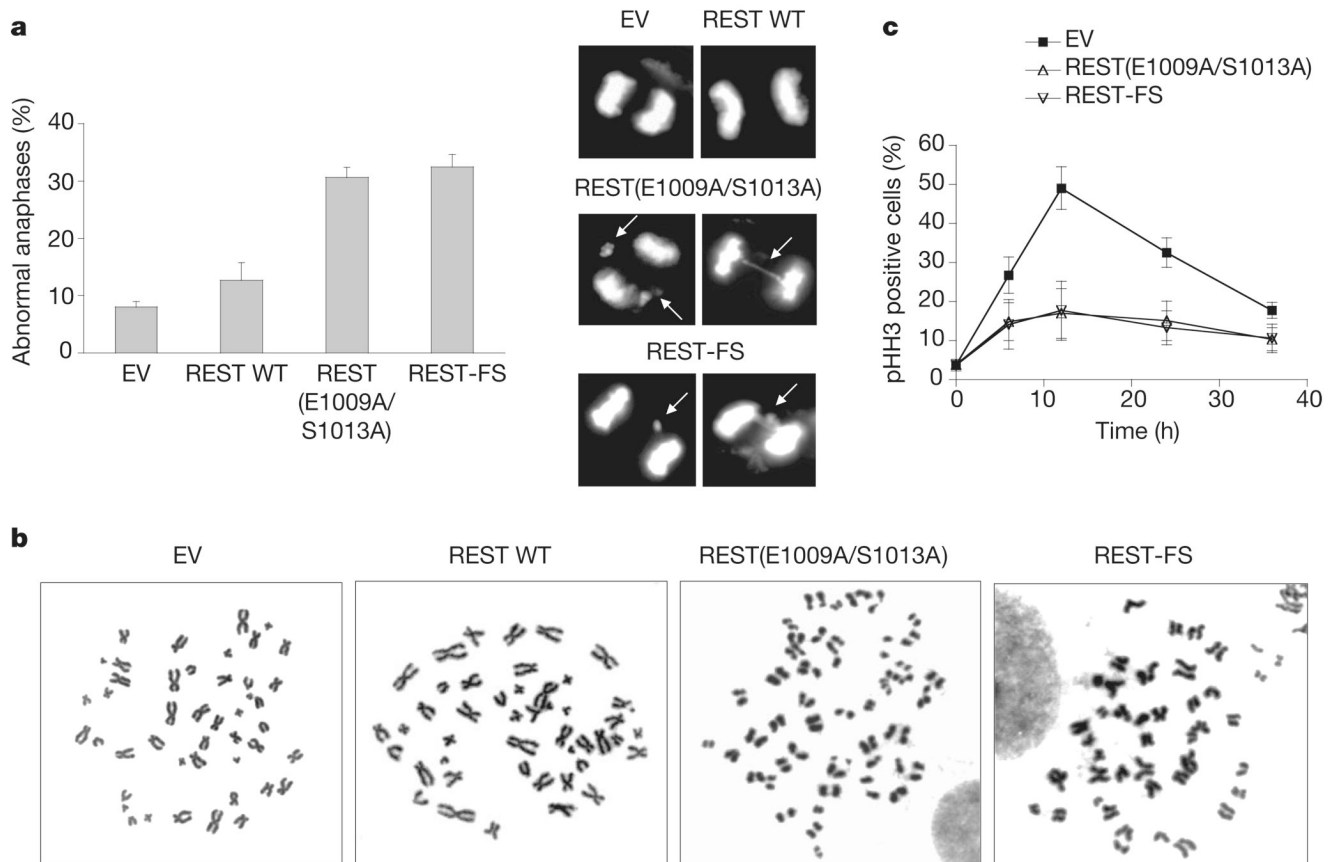 a
Abnormal anaphases (%)
40
30
20
10
0
EV
REST WT
REST
(E1009A/
S1013A)
REST-FS
EV
REST WT
REST(E1009A/S1013A)
REST-FS
c
EV
REST(E1009A/S1013A)
REST-FS
pHH3 positive cells (%)
60
50
40
30
20
10
0
0
10
20
30
40
Time (h)
b
EV
REST WT
REST(E1009A/S1013A)
REST-FS